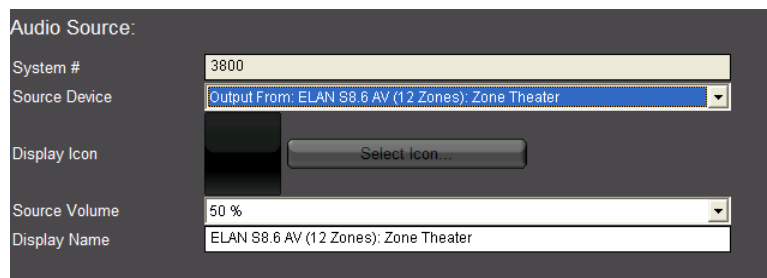 Audio Source:
System # 3800
Source Device Output From: ELAN S8.6 AV (12 Zones): Zone Theater
Display Icon Select Icon...
Source Volume 50 %
Display Name ELAN S8.6 AV (12 Zones): Zone Theater